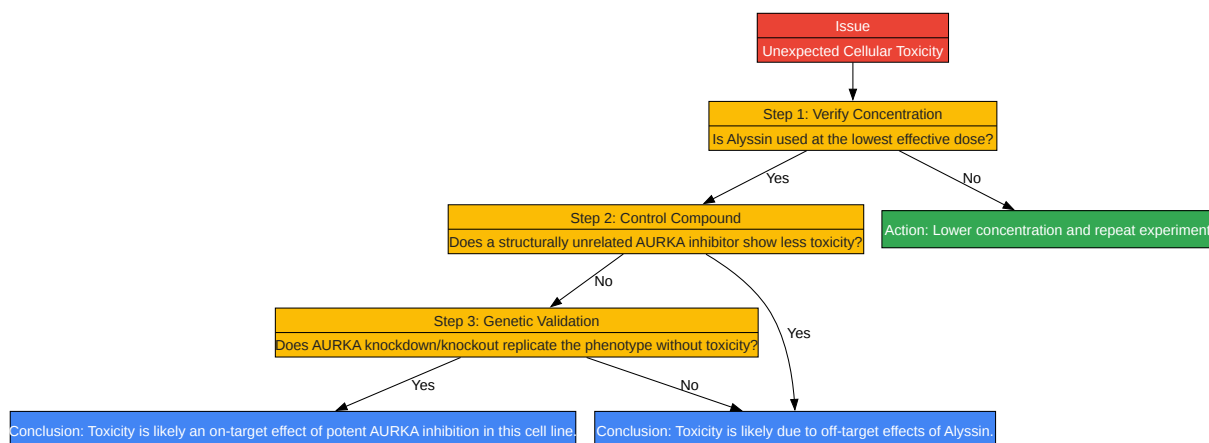 Issue
Unexpected Cellular Toxicity
Step 1: Verify Concentration
Is Alyssin used at the lowest effective dose?
Yes
No
Step 2: Control Compound
Does a structurally unrelated AURKA inhibitor show less toxicity?
Action: Lower concentration and repeat experiment
No
Yes
Step 3: Genetic Validation
Does AURKA knockdown/knockout replicate the phenotype without toxicity?
Yes
No
Conclusion: Toxicity is likely an on-target effect of potent AURKA inhibition in this cell line.
Conclusion: Toxicity is likely due to off-target effects of Alyssin.